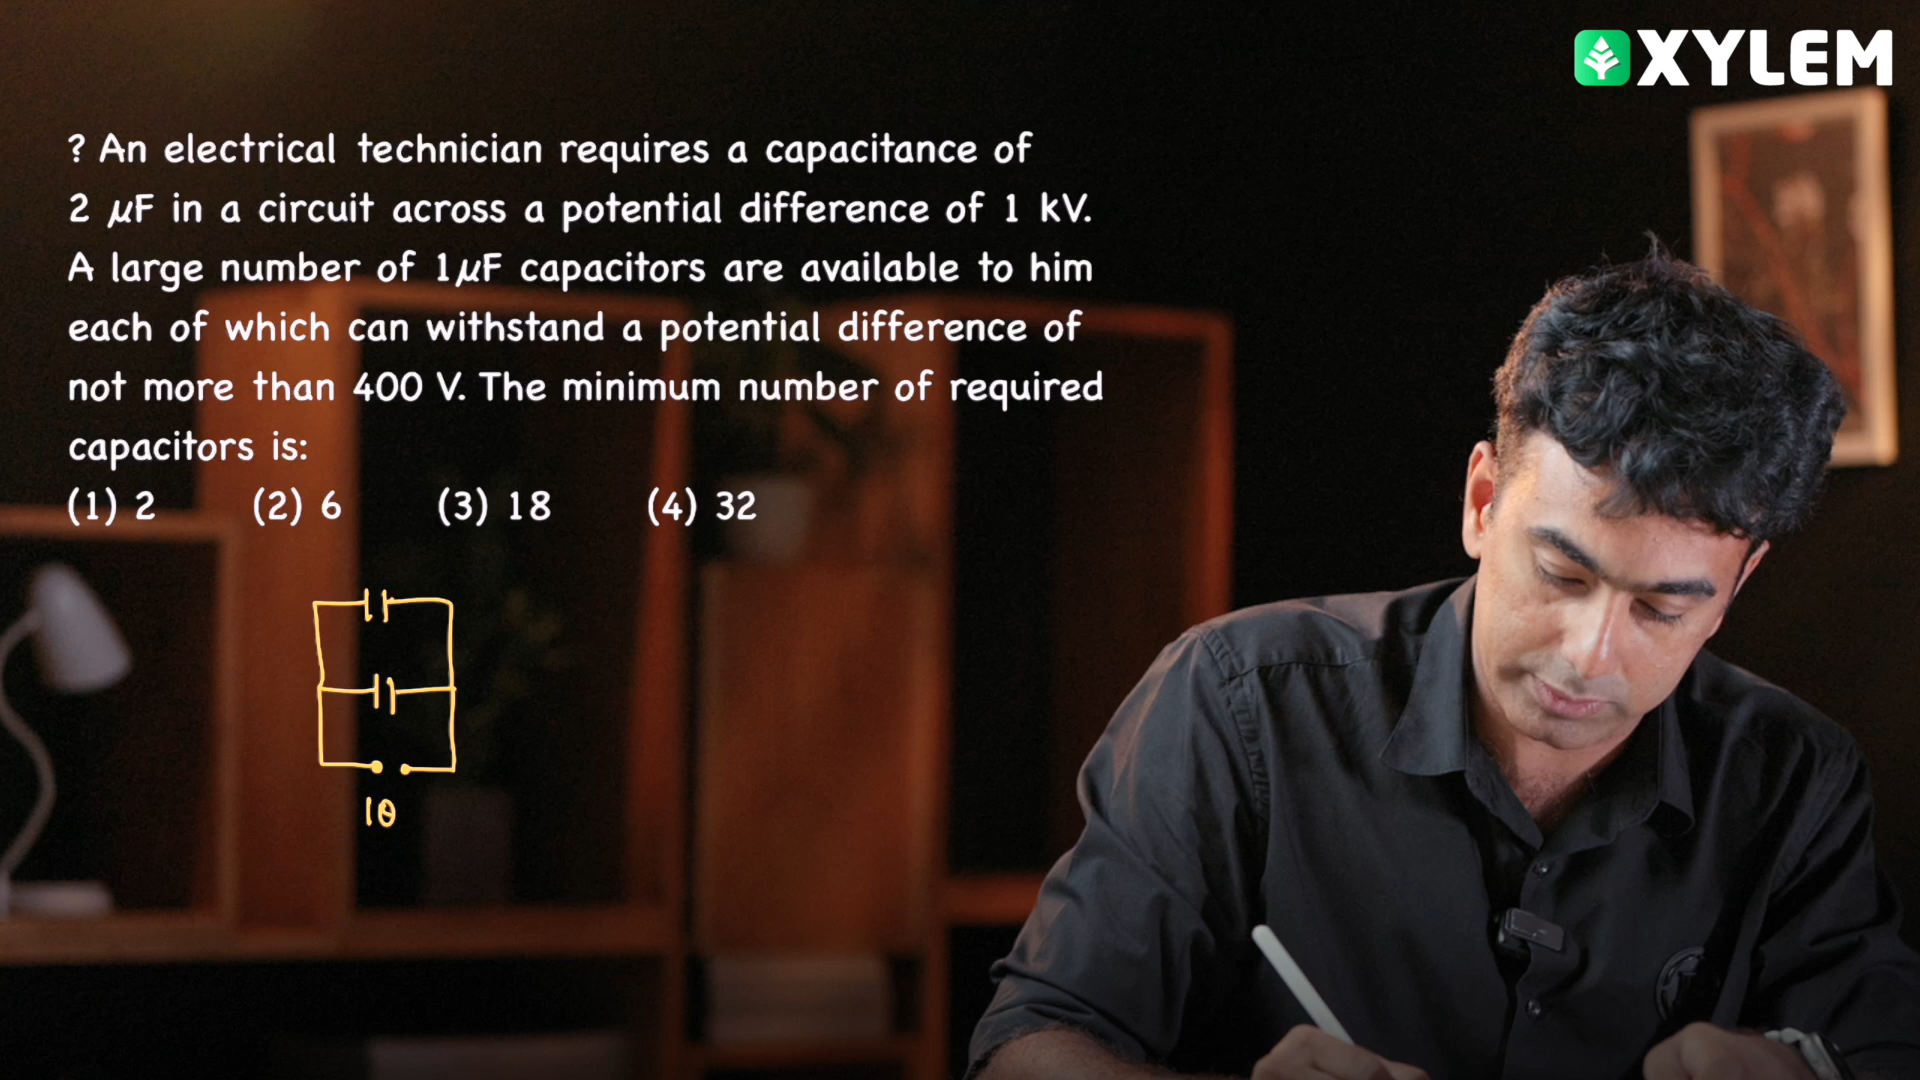 XYLEM
? An electrical technician requires a capacitance of
2 μF in a circuit across a potential difference of 1 kV.
A large number of 1μF capacitors are available to him
each of which can withstand a potential difference of
not more than 400 V. The minimum number of required
capacitors is:
(1) 2 (2) 6 (3) 18 (4) 32